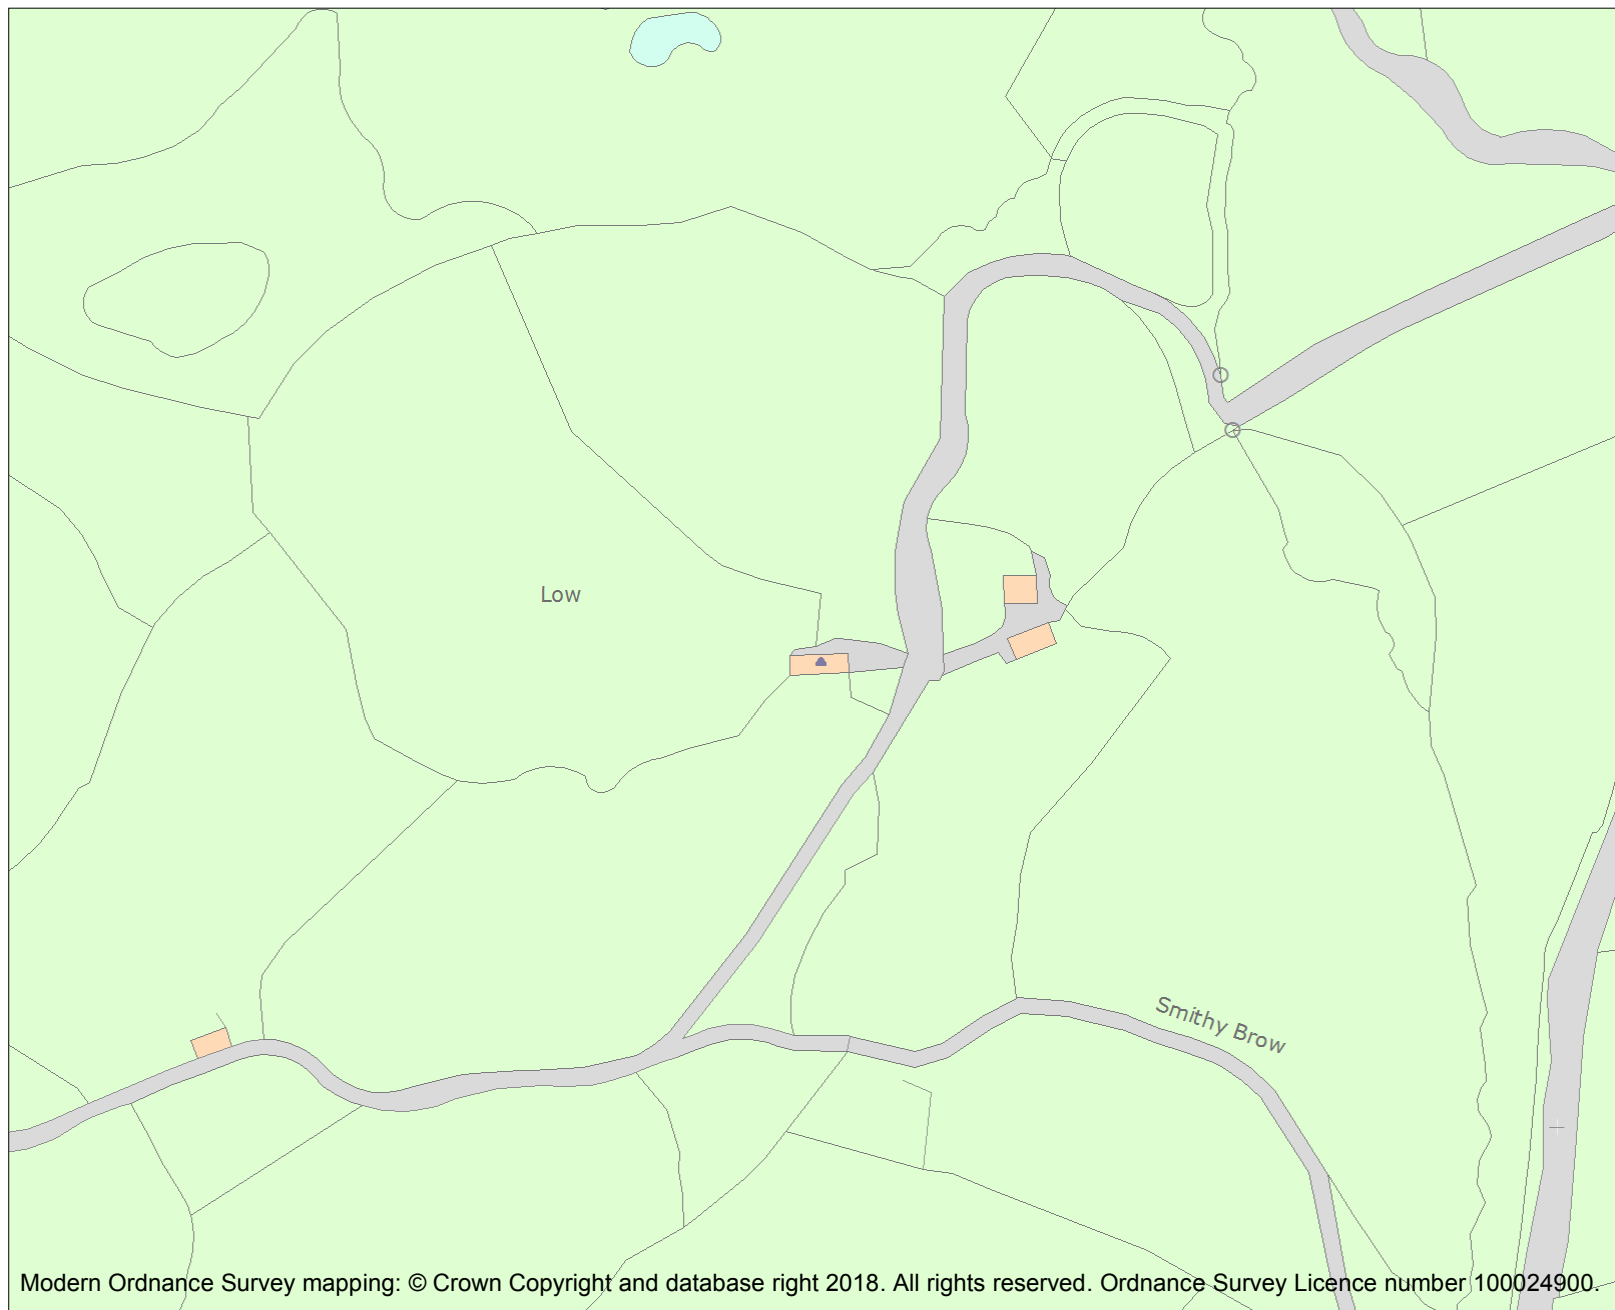 Low
Smithy Brow
Modern Ordnance Survey mapping: © Crown Copyright and database right 2018. All rights reserved. Ordnance Survey Licence number 100024900.